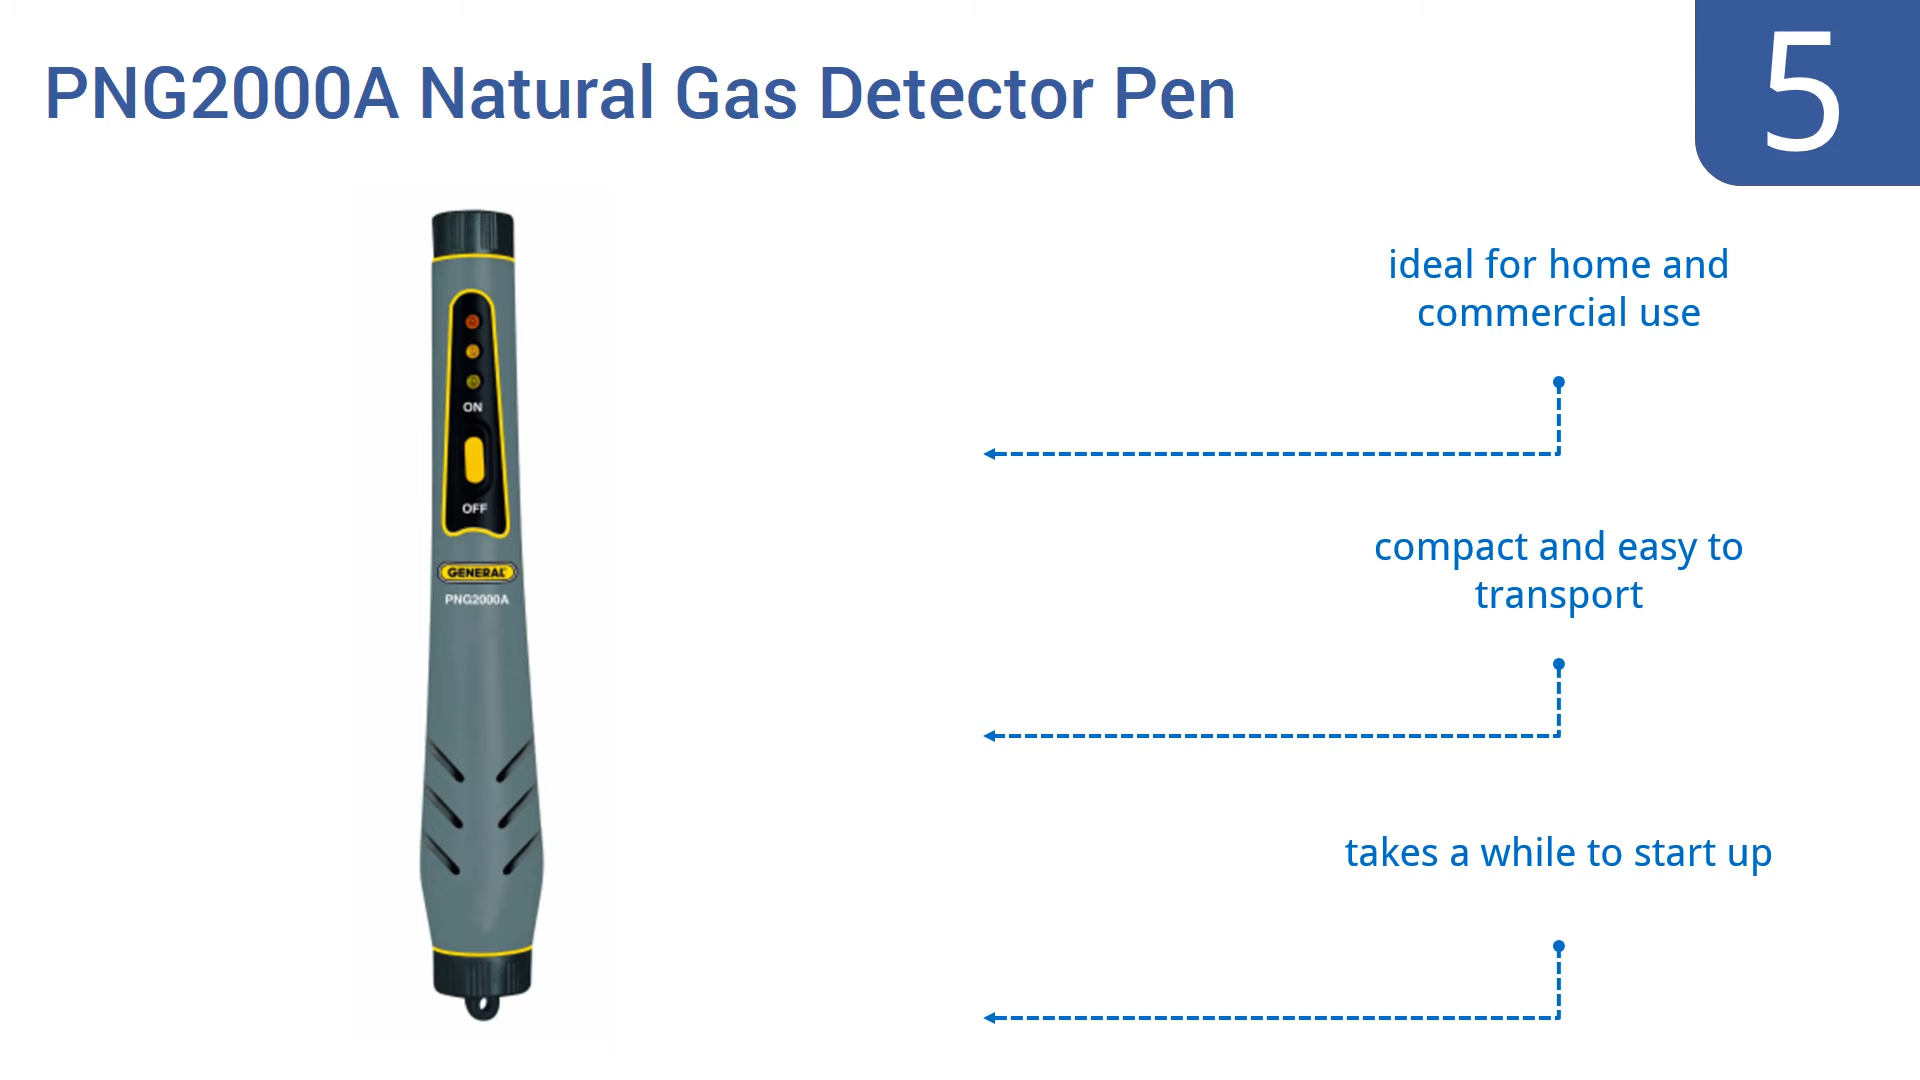 PNG2000A Natural Gas Detector Pen
5
ideal for home and
commercial use
ON
OFF
GENERAL
PNG2000A
compact and easy to
transport
takes a while to start up